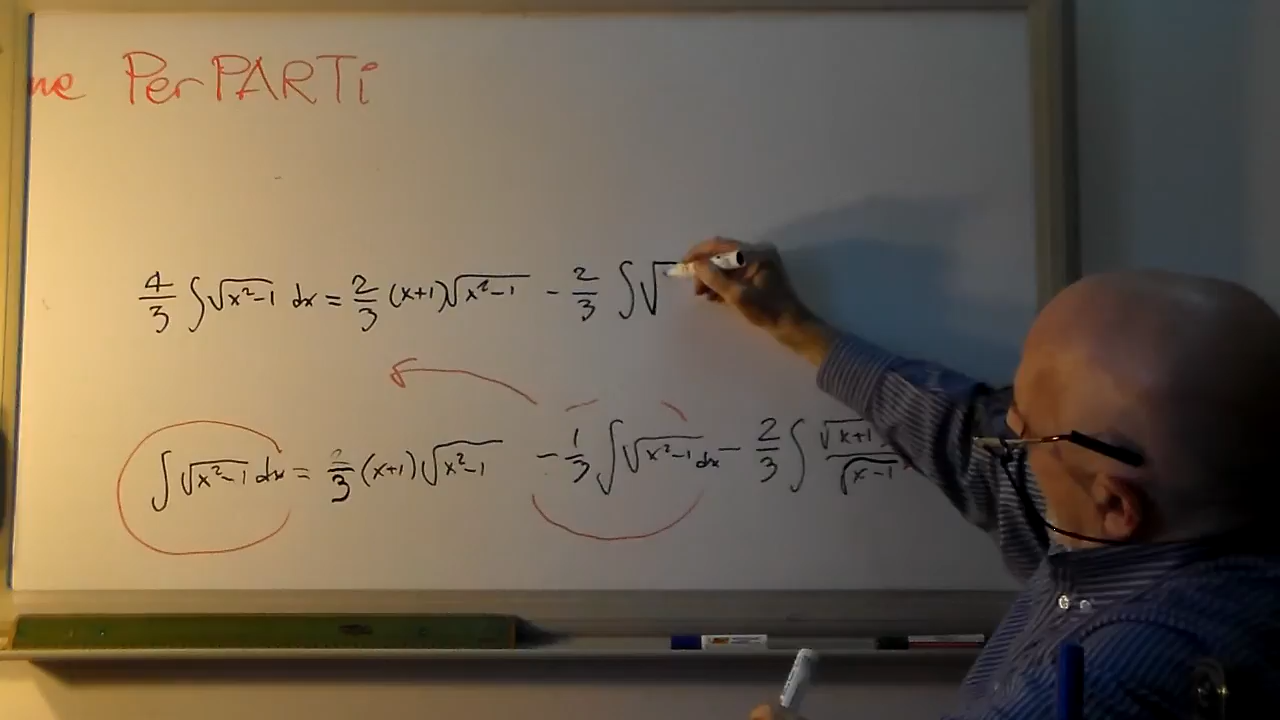 ne PerPARTi
4/3 ∫√x²-1 dx = 2/3 (x+1)√x²-1 - 2/3 ∫√
∫√x²-1 dx = 2/3 (x+1)√x²-1 - 1/3 ∫√x²-1 dx - 2/3 ∫ √x+1/√x-1